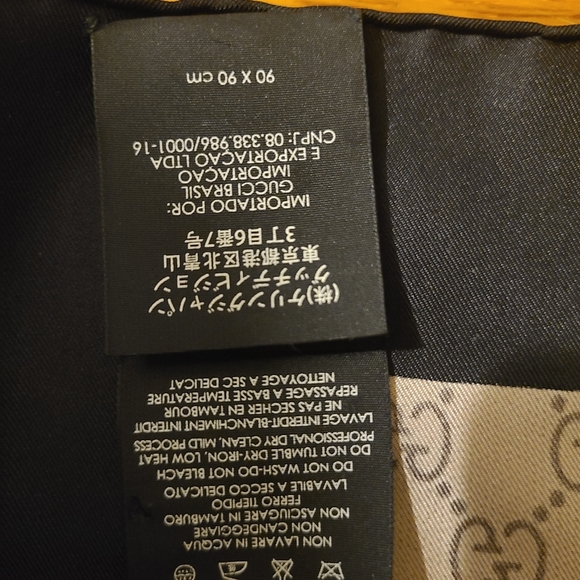 NON LAVARE IN ACQUA
NON CANDEGGIARE
NON ASCIUGARE IN TAMBURO
FERRO TIEPIDO
LAVABILE A SECCO DELICATO
DO NOT WASH-DO NOT BLEACH
DO NOT TUMBLE DRY-IRON, LOW HEAT
PROFESSIONAL DRY CLEAN, MILD PROCESS
LAVAGE INTERDIT-BLANCHIMENT INTERDIT
NE PAS SECHER EN TAMBOUR
REPASSAGE A BASSE TEMPERATURE
NETTOYAGE A SEC DELICAT
(株)ケリングジャパン
グッチディビジョン
東京都港区北青山
3丁目6番7号
IMPORTADO POR:
GUCCI BRASIL
IMPORTAÇAO
E EXPORTAÇAO LTDA
CNPJ: 08.338.986/0001-16
90 X 90 cm